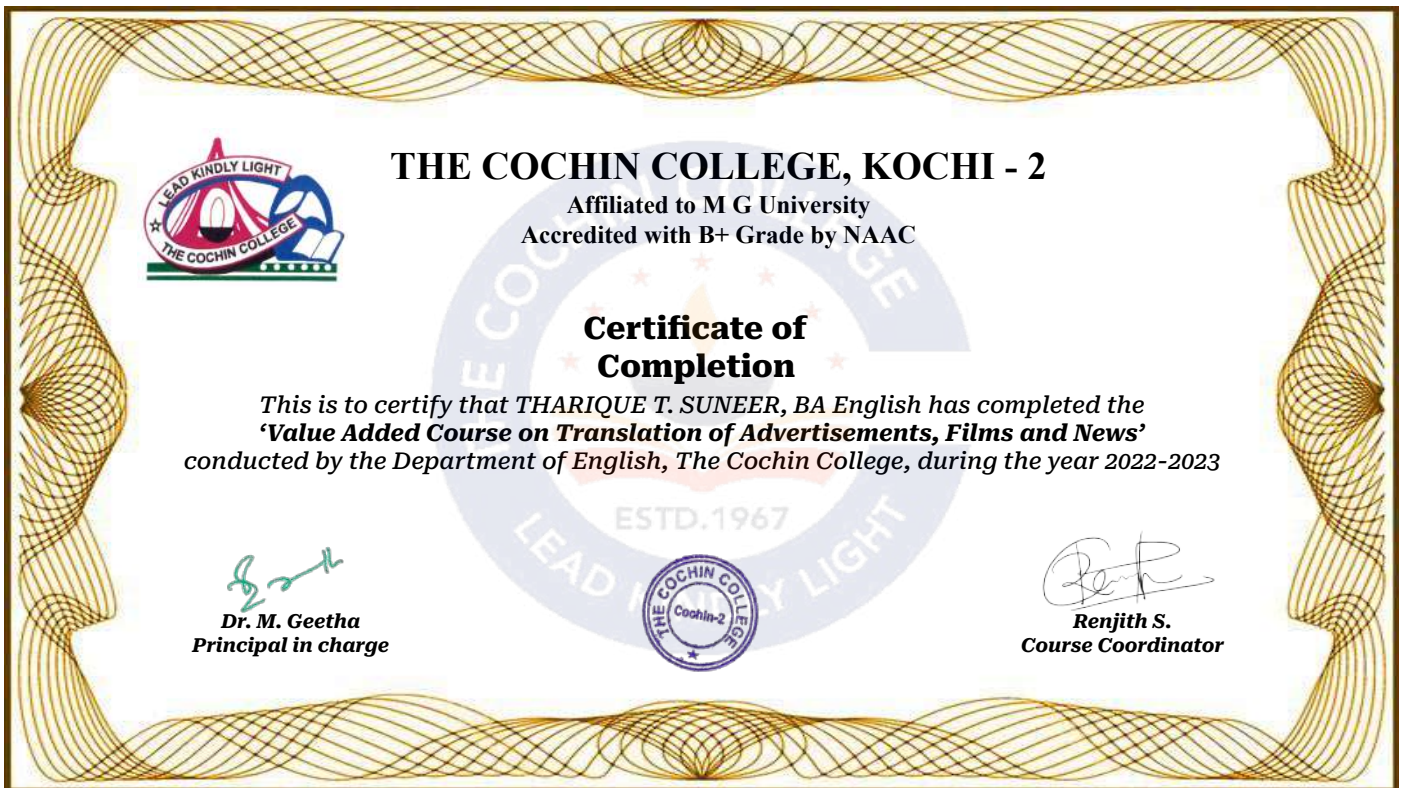 LEAD KINDLY LIGHT
THE COCHIN COLLEGE
THE COCHIN COLLEGE, KOCHI - 2
Affiliated to M G University
Accredited with B+ Grade by NAAC
THE COCHIN COLLEGE
Certificate of
Completion
This is to certify that THARIQUE T. SUNEER, BA English has completed the
‘Value Added Course on Translation of Advertisements, Films and News’
conducted by the Department of English, The Cochin College, during the year 2022-2023
ESTD.1967
LEAD KINDLY LIGHT
THE COCHIN COLLEGE
Cochin-2
Dr. M. Geetha
Principal in charge
Renjith S.
Course Coordinator